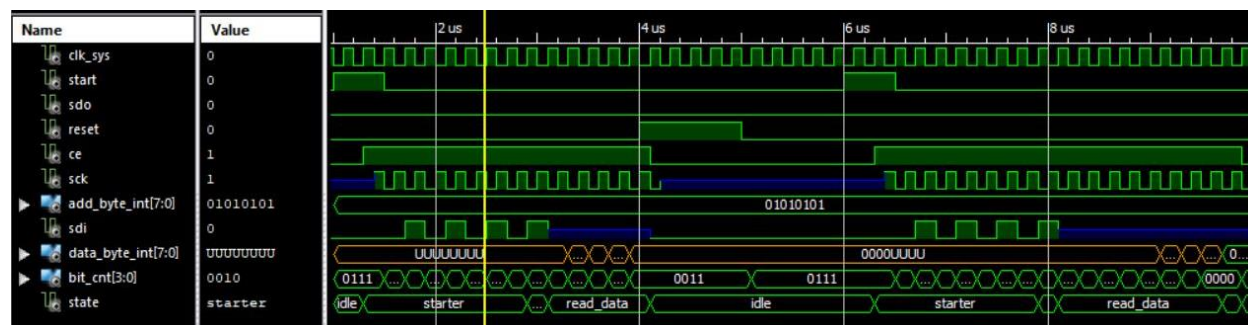 Name Value 2 us 4 us 6 us 8 us
clk_sys 0
start 0
sdo 0
reset 0
ce 1
sck 1
add_byte_int[7:0] 01010101 01010101
sdi 0
data_byte_int[7:0] UUUUUUUU UUUUUUUU ... ... ... 0000UUUU ... ... ... 0...
bit_cnt[3:0] 0010 0111 ... ... ... ... ... ... ... ... ... ... ... ... 0011 0111 ... ... ... ... ... ... ... ... ... ... ... ... ... ... ... 0000
state starter idle starter ... read_data idle starter ... read_data